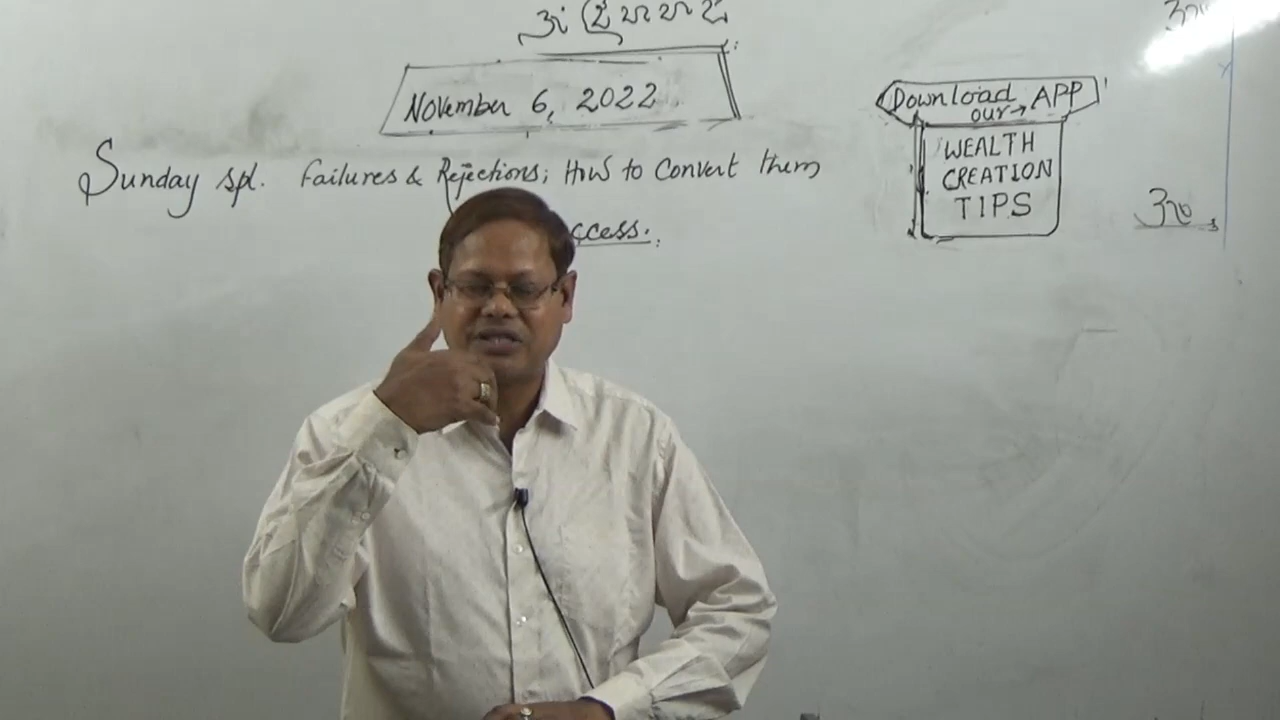 November 6, 2022
Sunday spl. Failures & Rejections; How to Convert them
ccess.
Download
our→ APP
WEALTH
CREATION
TIPS